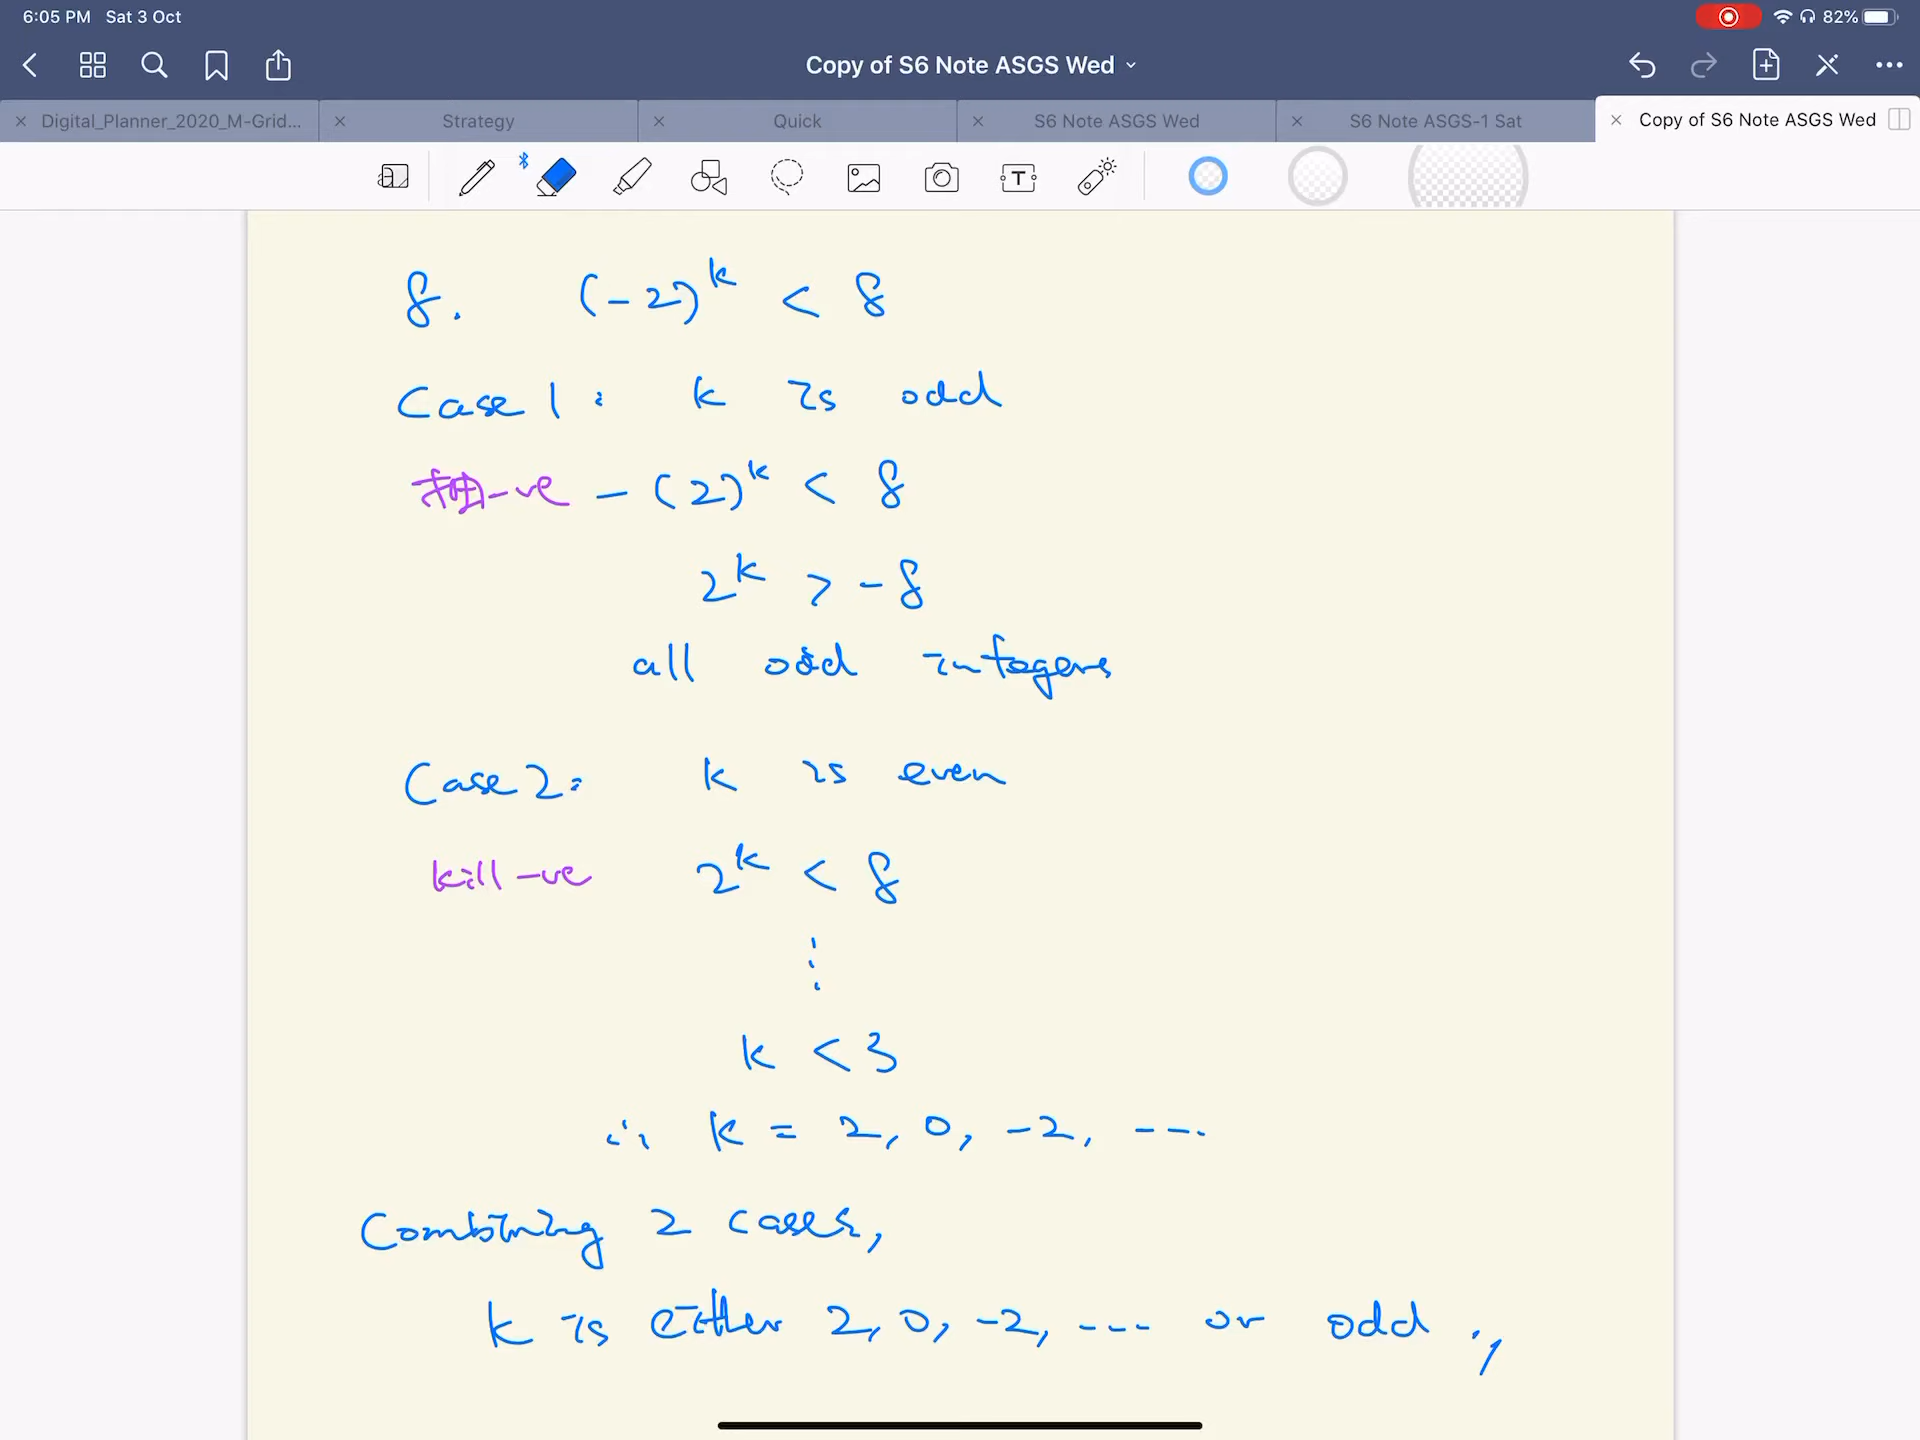 6:05 PM Sat 3 Oct 82%
Copy of S6 Note ASGS Wed
Digital_Planner_2020_M-Grid... Strategy Quick S6 Note ASGS Wed S6 Note ASGS-1 Sat Copy of S6 Note ASGS Wed
8. (-2)^k < 8
Case 1: k is odd
抽-ve -(2)^k < 8
2^k > -8
all odd integers
Case 2: k is even
kill -ve 2^k < 8
⋮
k < 3
∴ k = 2, 0, -2, ----
Combining 2 cases,
k is either 2, 0, -2, --- or odd //